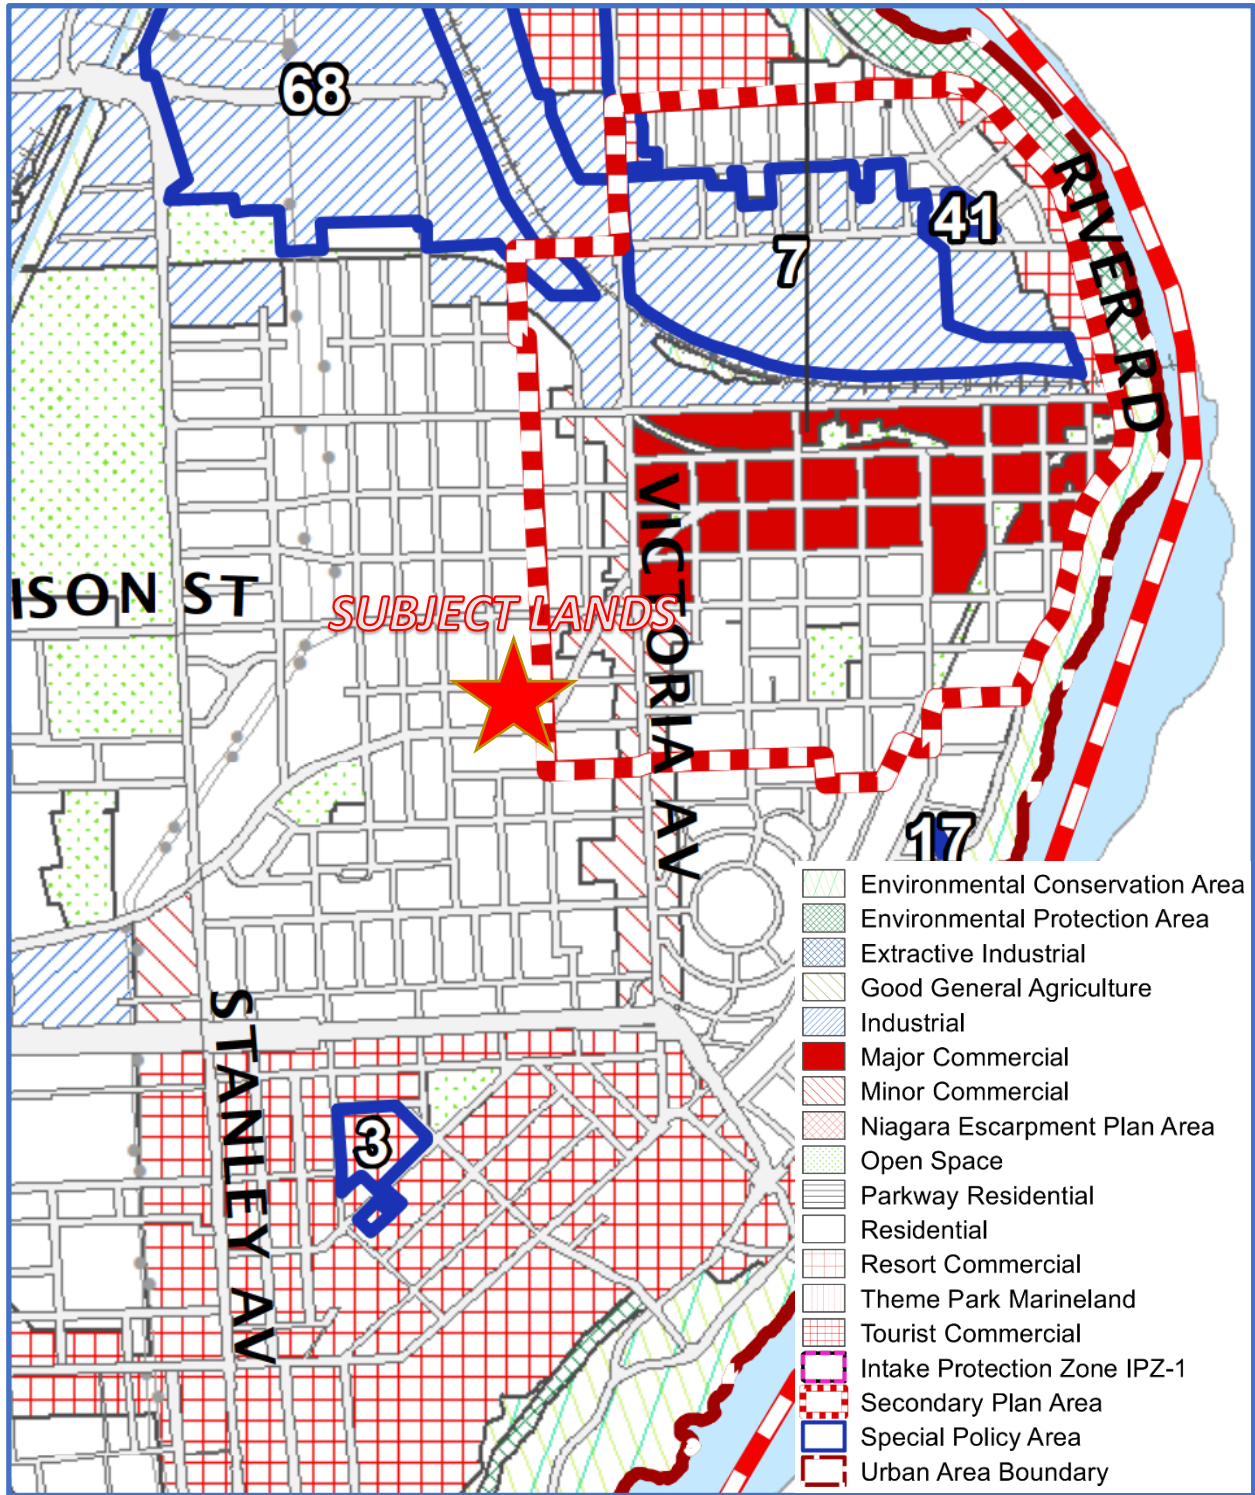 68
41
7
RIVER RD
VICTORIA AV
ISON ST
SUBJECT LANDS
17
STANLEY AV
3
Environmental Conservation Area
Environmental Protection Area
Extractive Industrial
Good General Agriculture
Industrial
Major Commercial
Minor Commercial
Niagara Escarpment Plan Area
Open Space
Parkway Residential
Residential
Resort Commercial
Theme Park Marineland
Tourist Commercial
Intake Protection Zone IPZ-1
Secondary Plan Area
Special Policy Area
Urban Area Boundary